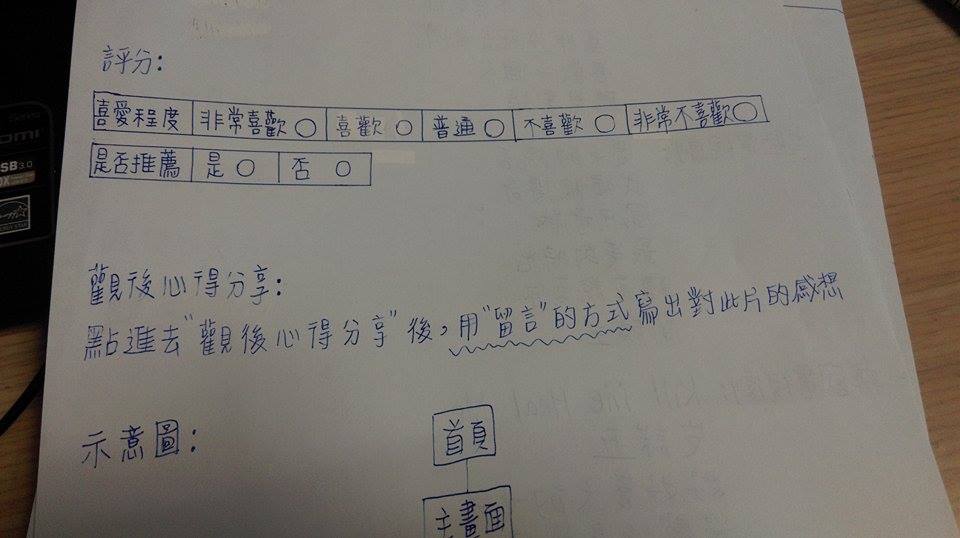 評分:
喜愛程度 非常喜歡○ 喜歡○ 普通○ 不喜歡○ 非常不喜歡○
是否推薦 是○ 否○
觀後心得分享:
點進去"觀後心得分享"後,用"留言"的方式寫出對此片的感想
示意圖:
首頁
主畫面